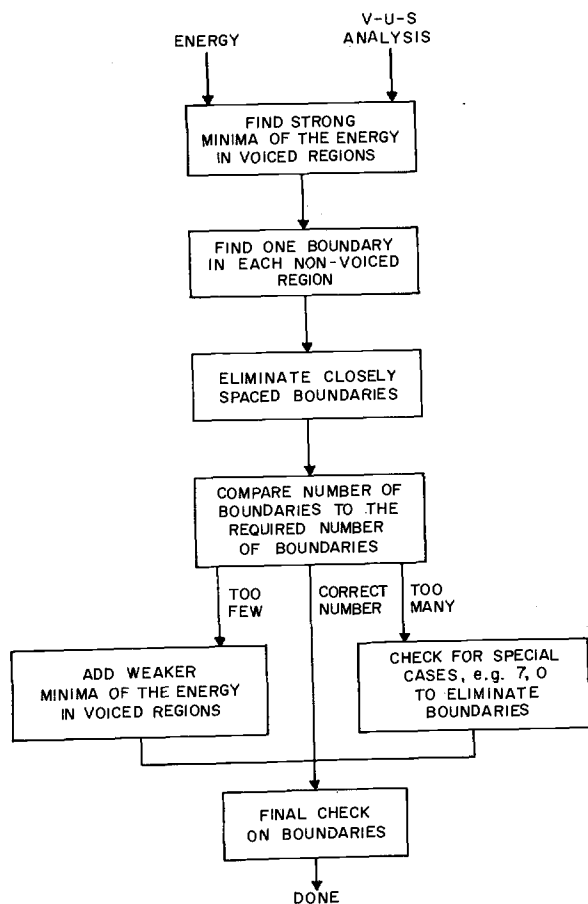 ENERGY
V-U-S
ANALYSIS
FIND STRONG
MINIMA OF THE ENERGY
IN VOICED REGIONS
FIND ONE BOUNDARY
IN EACH NON-VOICED
REGION
ELIMINATE CLOSELY
SPACED BOUNDARIES
COMPARE NUMBER OF
BOUNDARIES TO THE
REQUIRED NUMBER
OF BOUNDARIES
TOO
FEW
CORRECT
NUMBER
TOO
MANY
ADD WEAKER
MINIMA OF THE ENERGY
IN VOICED REGIONS
CHECK FOR SPECIAL
CASES, e.g. 7, 0
TO ELIMINATE
BOUNDARIES
FINAL CHECK
ON BOUNDARIES
DONE